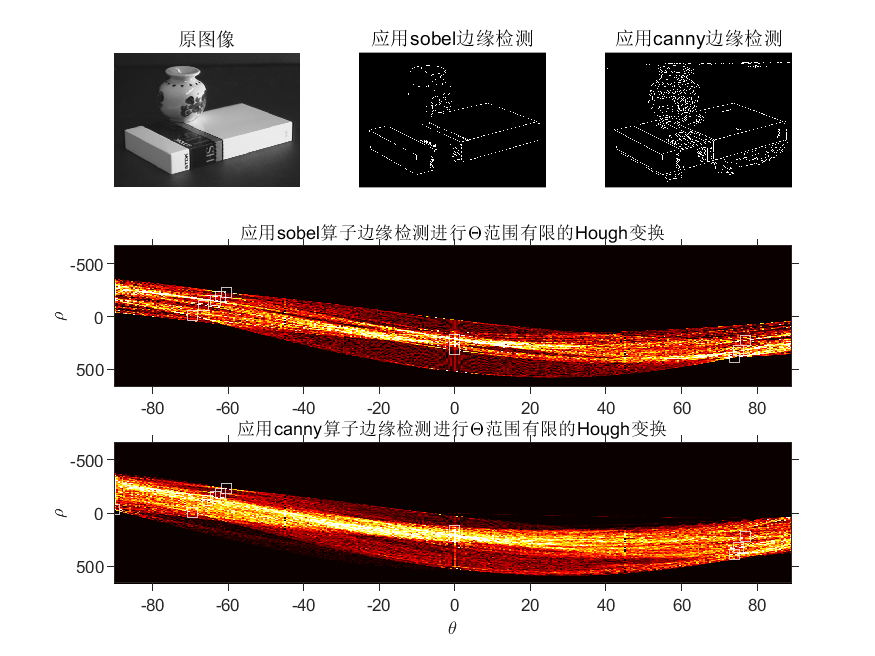 原图像
应用sobel边缘检测
应用canny边缘检测
应用sobel算子边缘检测进行Θ范围有限的Hough变换
-500
0
500
ρ
-80 -60 -40 -20 0 20 40 60 80
应用canny算子边缘检测进行Θ范围有限的Hough变换
-500
0
500
ρ
-80 -60 -40 -20 0 20 40 60 80
θ